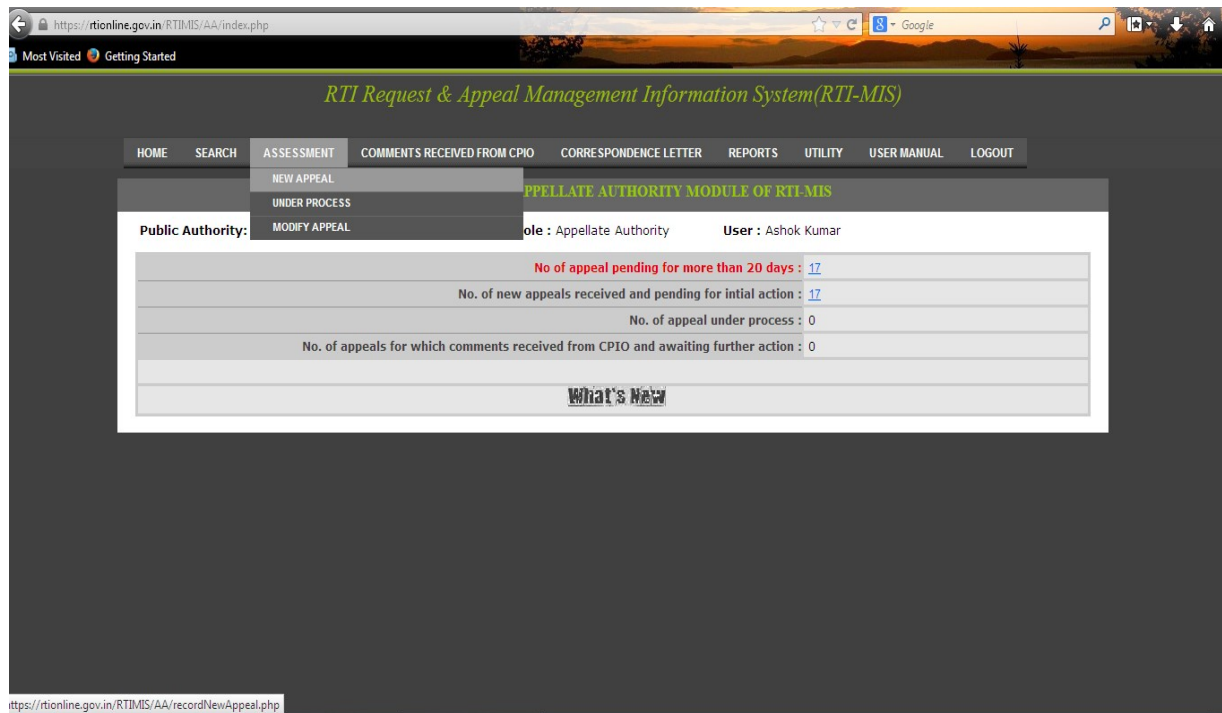 https://rtionline.gov.in/RTIMIS/AA/index.php
Google
Most Visited Getting Started
RTI Request & Appeal Management Information System(RTI-MIS)
HOME SEARCH ASSESSMENT COMMENTS RECEIVED FROM CPIO CORRESPONDENCE LETTER REPORTS UTILITY USER MANUAL LOGOUT
NEW APPEAL
UNDER PROCESS
MODIFY APPEAL
PPELLATE AUTHORITY MODULE OF RTI-MIS
Public Authority: ole : Appellate Authority User : Ashok Kumar
No of appeal pending for more than 20 days : 17
No. of new appeals received and pending for intial action : 17
No. of appeal under process : 0
No. of appeals for which comments received from CPIO and awaiting further action : 0
What's New
ttps://rtionline.gov.in/RTIMIS/AA/recordNewAppeal.php